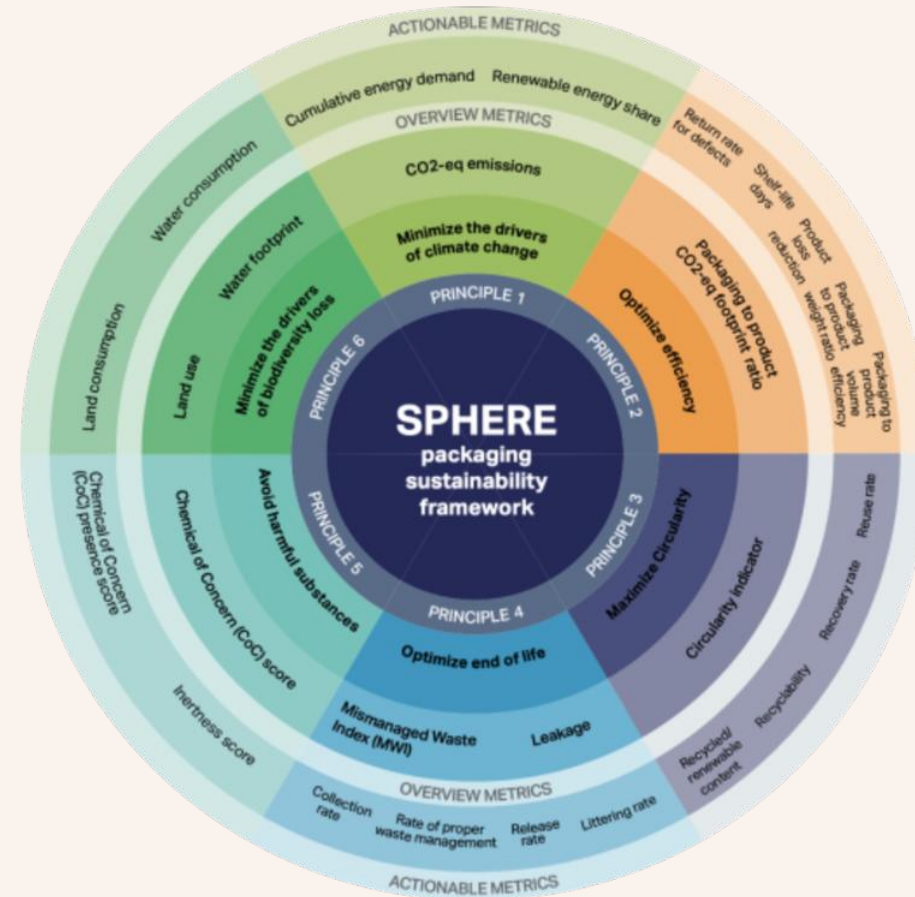 SPHERE
packaging
sustainability
framework
PRINCIPLE 1
Minimize the drivers
of climate change
CO2-eq emissions
OVERVIEW METRICS
Cumulative energy demand
Renewable energy share
ACTIONABLE METRICS
PRINCIPLE 2
Optimize efficiency
Packaging to product
CO2-eq footprint ratio
Return rate
for defects
Shelf-life
days
Product
loss
reduction
Packaging
to product
weight ratio
Packaging to
product
volume
efficiency
PRINCIPLE 3
Maximize Circularity
Circularity indicator
Reuse rate
Recovery rate
Recyclability
Recycled/
renewable
content
PRINCIPLE 4
Optimize end of life
Mismanaged Waste
Index (MWI)
Leakage
OVERVIEW METRICS
Collection
rate
Rate of proper
waste management
Release
rate
Littering rate
ACTIONABLE METRICS
PRINCIPLE 5
Avoid harmful substances
Chemical of Concern (CoC) score
Chemical of Concern
(CoC) presence score
Inertness score
PRINCIPLE 6
Minimize the drivers
of biodiversity loss
Water footprint
Land use
Water consumption
Land consumption